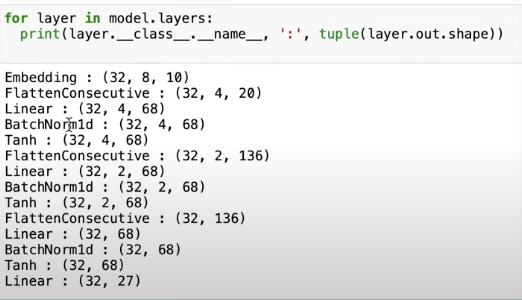 for layer in model.layers:
  print(layer.__class__.__name__, ':', tuple(layer.out.shape))
Embedding : (32, 8, 10)
FlattenConsecutive : (32, 4, 20)
Linear : (32, 4, 68)
BatchNorm1d : (32, 4, 68)
Tanh : (32, 4, 68)
FlattenConsecutive : (32, 2, 136)
Linear : (32, 2, 68)
BatchNorm1d : (32, 2, 68)
Tanh : (32, 2, 68)
FlattenConsecutive : (32, 136)
Linear : (32, 68)
BatchNorm1d : (32, 68)
Tanh : (32, 68)
Linear : (32, 27)